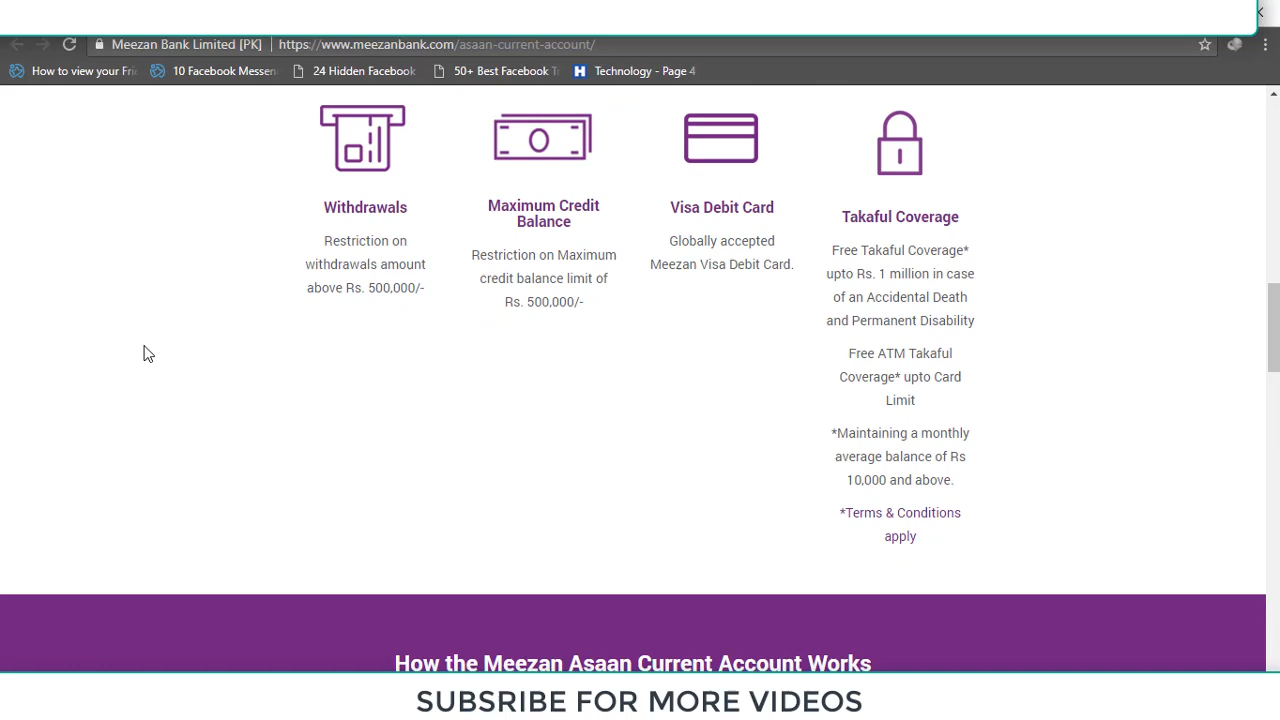 Meezan Bank Limited [PK] https://www.meezanbank.com/asaan-current-account/
How to view your Frie 10 Facebook Messen 24 Hidden Facebook 50+ Best Facebook T Technology - Page 4
Withdrawals
Restriction on
withdrawals amount
above Rs. 500,000/-
Maximum Credit
Balance
Restriction on Maximum
credit balance limit of
Rs. 500,000/-
Visa Debit Card
Globally accepted
Meezan Visa Debit Card.
Takaful Coverage
Free Takaful Coverage*
upto Rs. 1 million in case
of an Accidental Death
and Permanent Disability
Free ATM Takaful
Coverage* upto Card
Limit
*Maintaining a monthly
average balance of Rs
10,000 and above.
*Terms & Conditions
apply
How the Meezan Asaan Current Account Works
SUBSRIBE FOR MORE VIDEOS